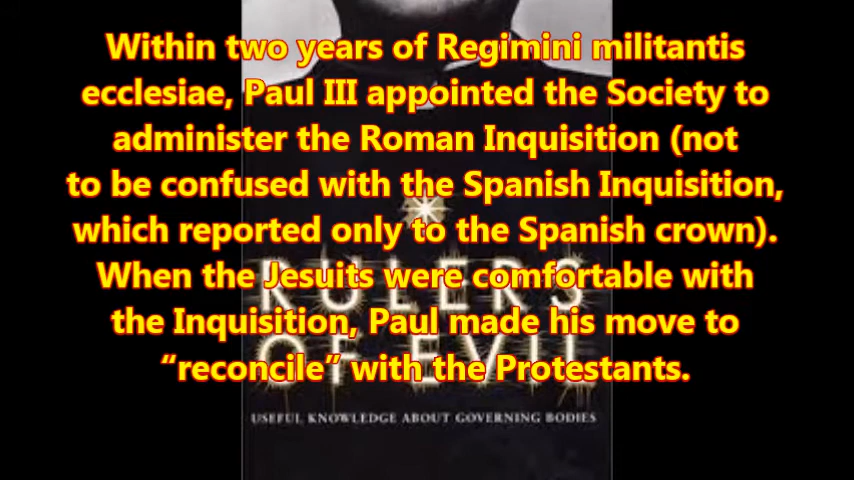 Within two years of Regimini militantis
ecclesiae, Paul III appointed the Society to
administer the Roman Inquisition (not
to be confused with the Spanish Inquisition,
which reported only to the Spanish crown).
When the Jesuits were comfortable with
the Inquisition, Paul made his move to
“reconcile” with the Protestants.
RULERS
OF EVIL
USEFUL KNOWLEDGE ABOUT GOVERNING BODIES